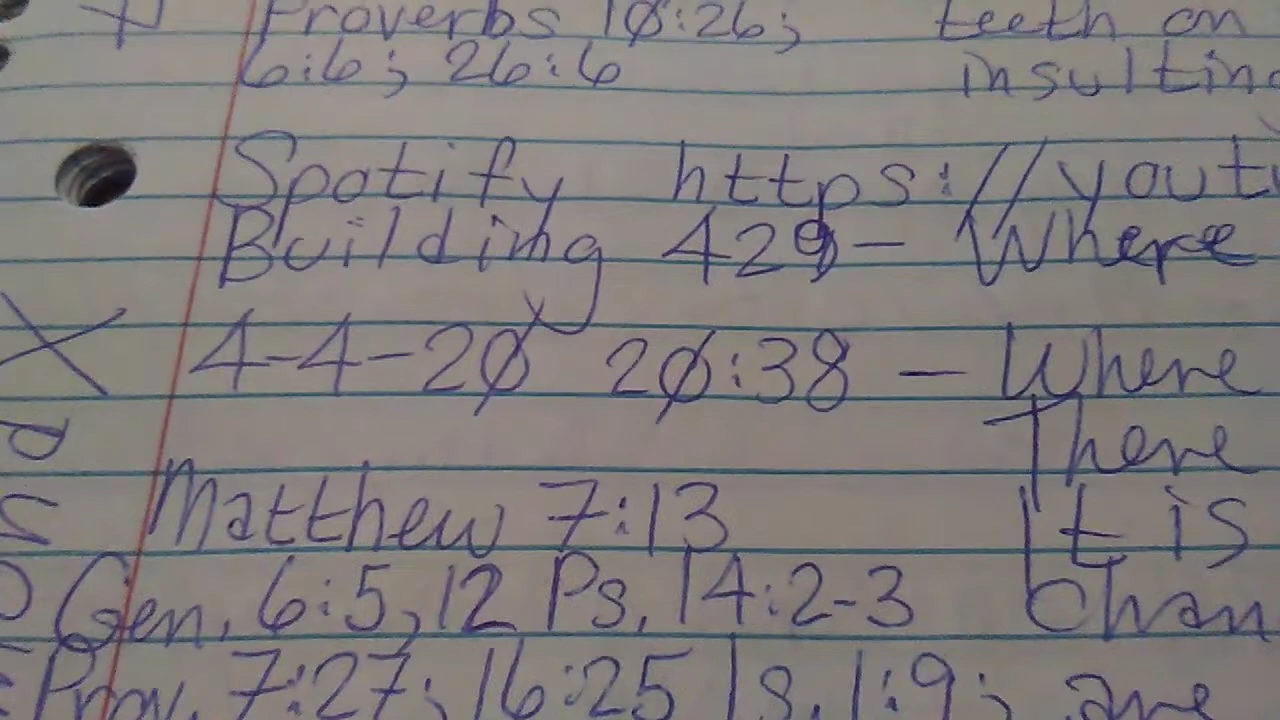 Proverbs 10:26; teeth on
6:6; 26:6 insulting
Spotify https://yout
Building 429 - Where
X 4-4-20 20:38 - Where
There
Matthew 7:13 It is
Gen. 6:5,12 Ps. 14:2-3 Chan
Prov. 7:27; 16:25 Is. 1:9; are